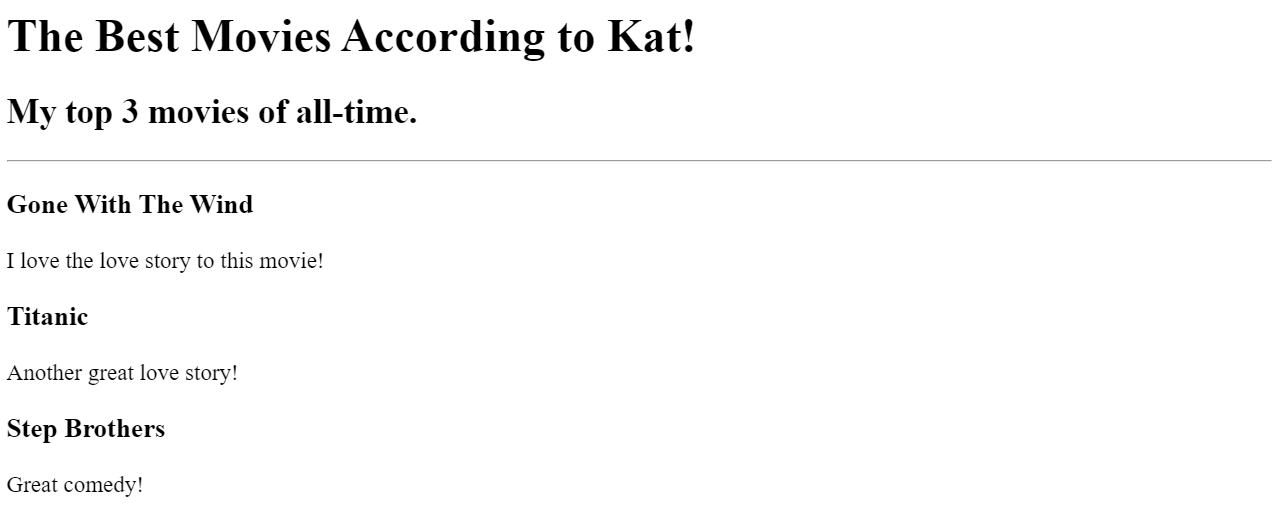 The Best Movies According to Kat!
My top 3 movies of all-time.
Gone With The Wind
I love the love story to this movie!
Titanic
Another great love story!
Step Brothers
Great comedy!